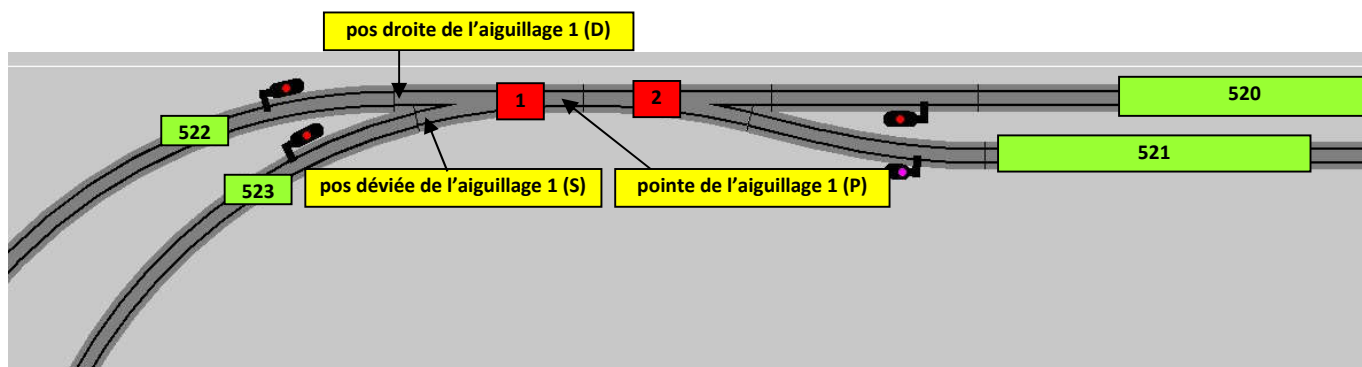 pos droite de l’aiguillage 1 (D)
1
2
520
522
521
pos déviée de l’aiguillage 1 (S)
pointe de l’aiguillage 1 (P)
523